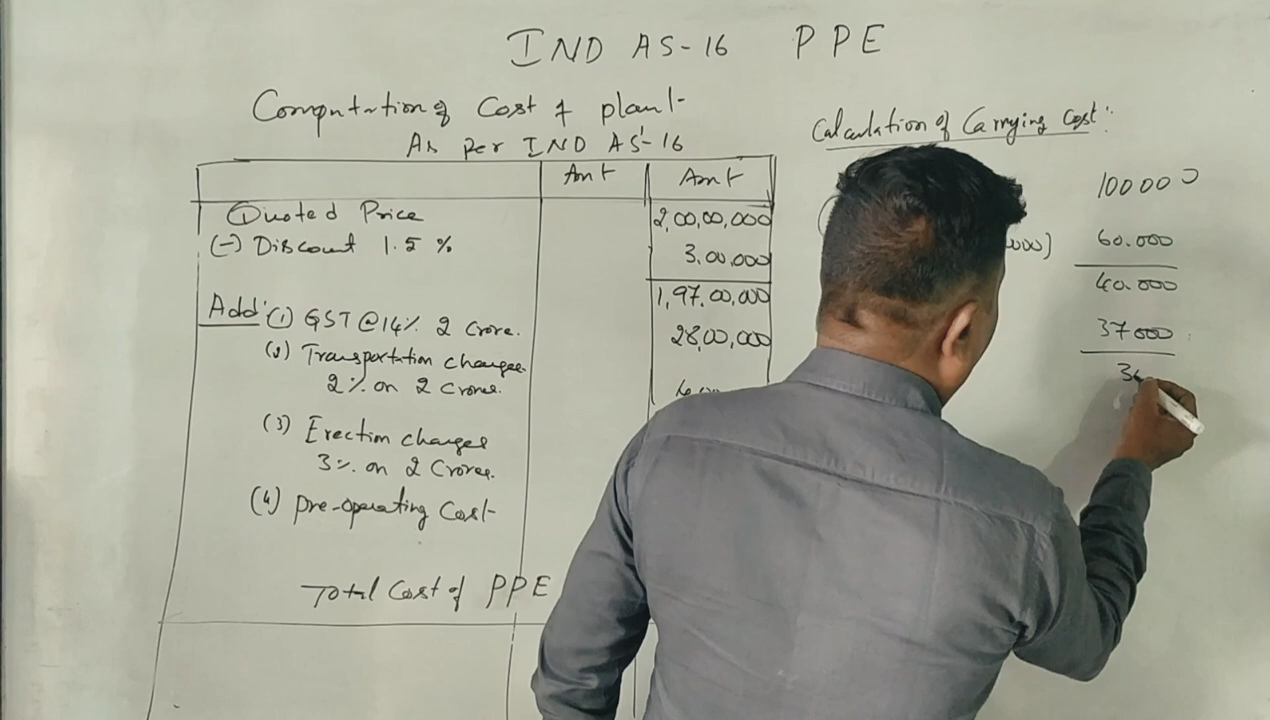 IND AS-16 PPE
Computation of Cost of plant
As per IND AS-16
Amt Amt
Quoted Price 2,00,00,000
(-) Discount 1.5 % 3,00,000
1,97,00,000
Add: (1) GST @ 14% 2 Crore. 28,00,000
(2) Transportation charges
2 % on 2 Crores.
(3) Erection charges
3 % on 2 Crores.
(4) Pre-operating Cost
Total Cost of PPE
Calculation of Carrying Cost:
100000
000) 60.000
40.000
37000